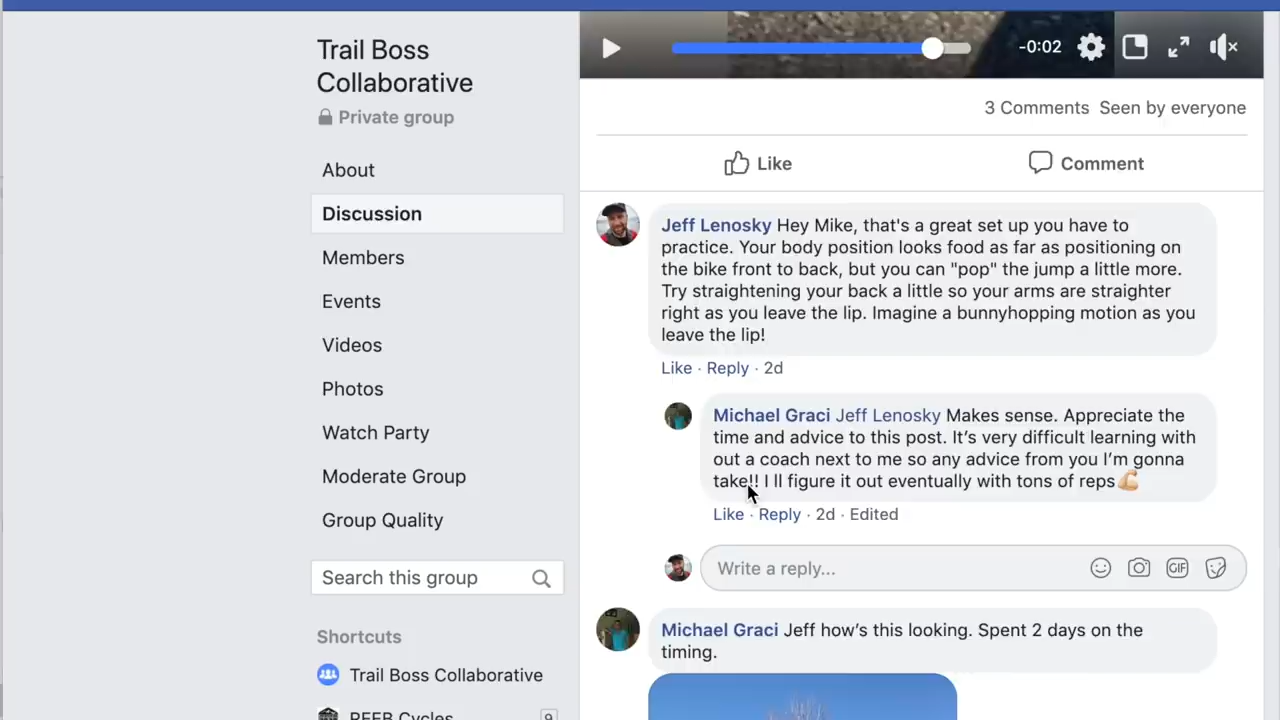 Trail Boss
Collaborative
Private group
About
Discussion
Members
Events
Videos
Photos
Watch Party
Moderate Group
Group Quality
Search this group
Shortcuts
Trail Boss Collaborative
REEB Cycles
9
-0:02
3 Comments Seen by everyone
Like Comment
Jeff Lenosky Hey Mike, that's a great set up you have to
practice. Your body position looks food as far as positioning on
the bike front to back, but you can "pop" the jump a little more.
Try straightening your back a little so your arms are straighter
right as you leave the lip. Imagine a bunnyhopping motion as you
leave the lip!
Like · Reply · 2d
Michael Graci Jeff Lenosky Makes sense. Appreciate the
time and advice to this post. It’s very difficult learning with
out a coach next to me so any advice from you I’m gonna
take!! I ll figure it out eventually with tons of reps💪🏼
Like · Reply · 2d · Edited
Write a reply...
GIF
Michael Graci Jeff how’s this looking. Spent 2 days on the
timing.